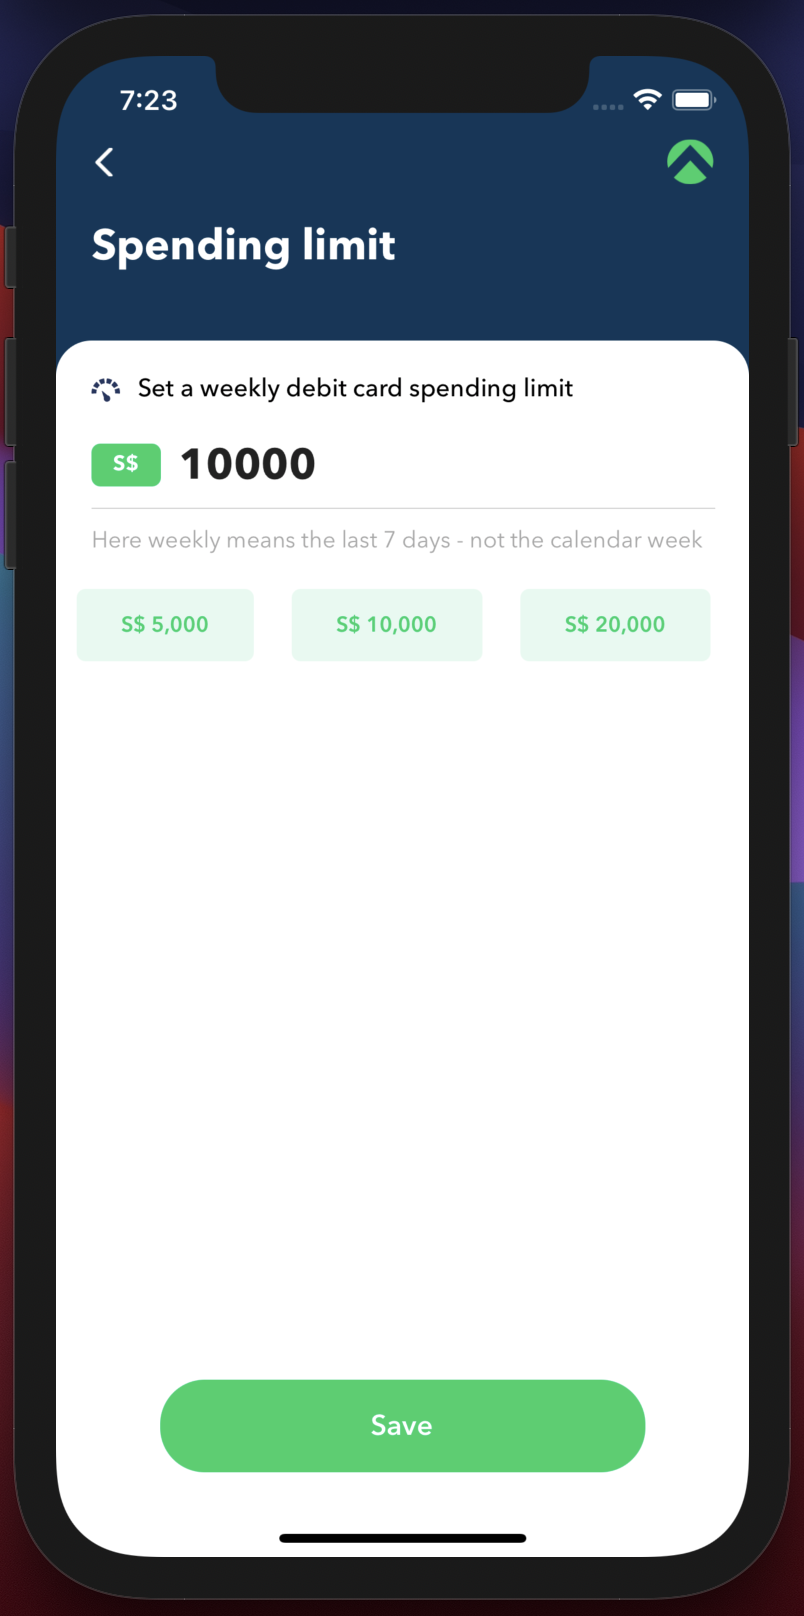 7:23
Spending limit
Set a weekly debit card spending limit
S$ 10000
Here weekly means the last 7 days - not the calendar week
S$ 5,000 S$ 10,000 S$ 20,000
Save